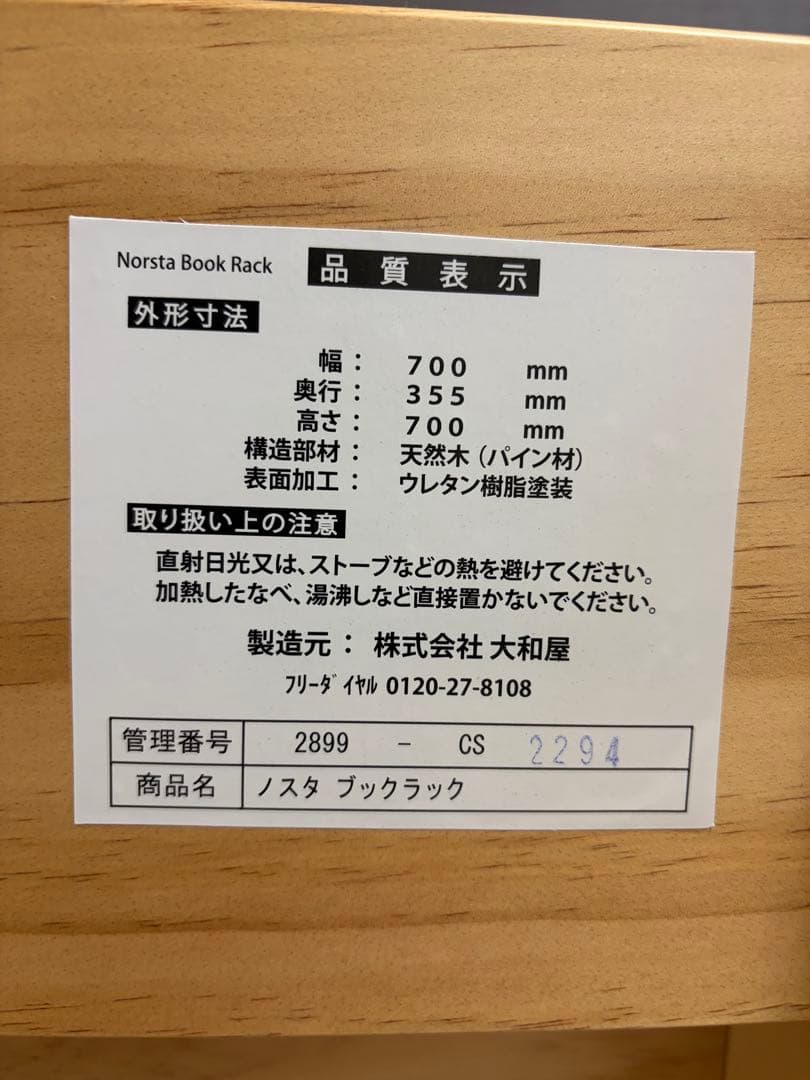 Norsta Book Rack 品質表示
外形寸法
幅： 700 mm
奥行： 355 mm
高さ： 700 mm
構造部材： 天然木（パイン材）
表面加工： ウレタン樹脂塗装
取り扱い上の注意
直射日光又は、ストーブなどの熱を避けてください。
加熱したなべ、湯沸しなど直接置かないでください。
製造元： 株式会社 大和屋
ﾌﾘｰﾀﾞｲﾔﾙ 0120-27-8108
管理番号 2899 - CS 2294
商品名 ノスタ ブックラック